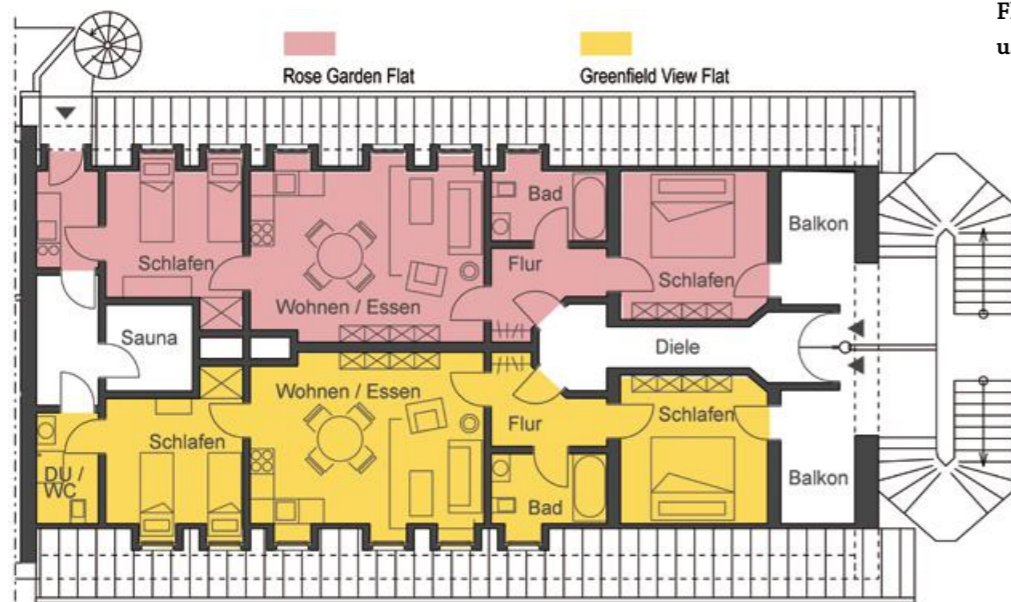 Rose Garden Flat
Greenfield View Flat
Bad
Balkon
Schlafen
Flur
Schlafen
Wohnen / Essen
Sauna
Diele
Wohnen / Essen
Schlafen
Schlafen
Flur
DU /
WC
Bad
Balkon